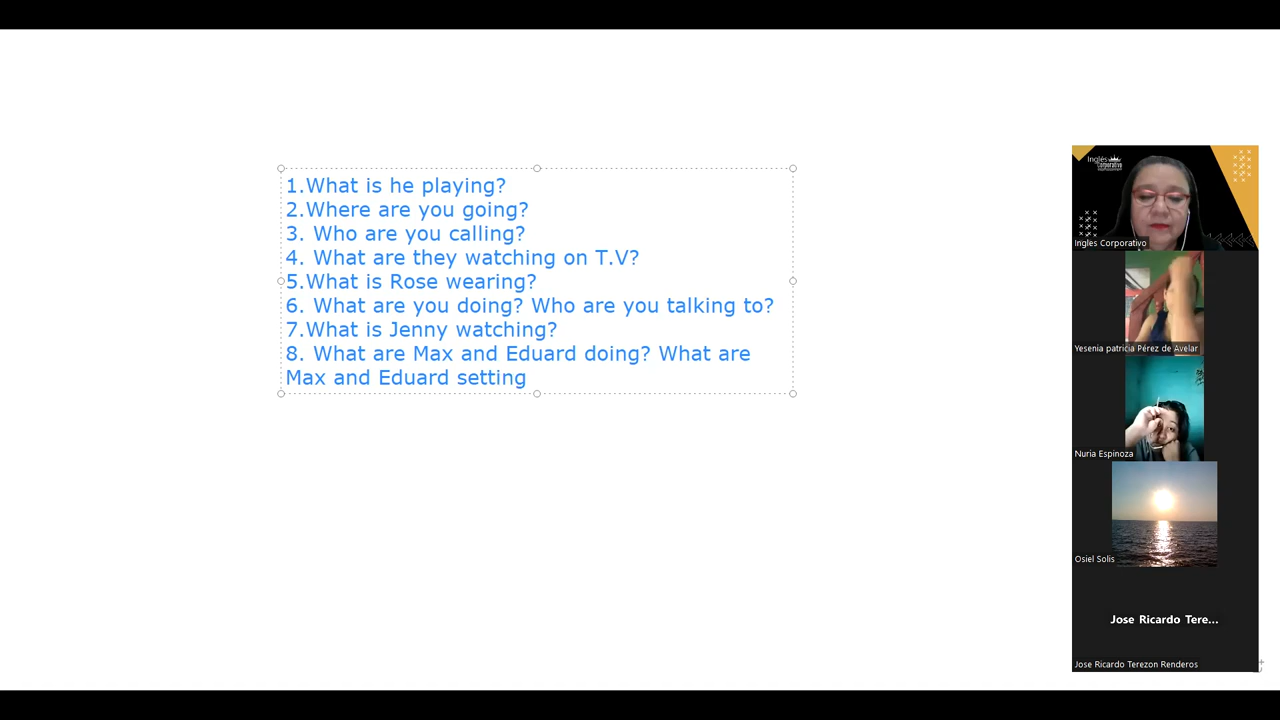 1.What is he playing?
2.Where are you going?
3. Who are you calling?
4. What are they watching on T.V?
5.What is Rose wearing?
6. What are you doing? Who are you talking to?
7.What is Jenny watching?
8. What are Max and Eduard doing? What are
Max and Eduard setting
Inglés
Corporativo
Ingles Corporativo
Yesenia patricia Pérez de Avelar
Nuria Espinoza
Osiel Solis
Jose Ricardo Tere...
Jose Ricardo Terezon Renderos